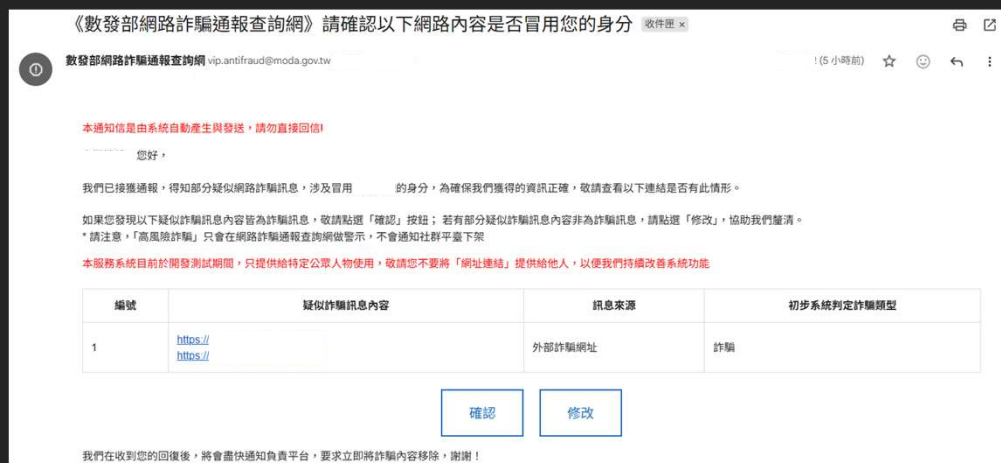 《數發部網路詐騙通報查詢網》請確認以下網路內容是否冒用您的身分 收件匣 ×
數發部網路詐騙通報查詢網 vip.antifraud@moda.gov.tw (5 小時前)
本通知信是由系統自動產生與發送,請勿直接回信!
您好,
我們已接獲通報,得知部分疑似網路詐騙訊息,涉及冒用 的身分,為確保我們獲得的資訊正確,敬請查看以下連結是否有此情形。
如果您發現以下疑似詐騙訊息內容皆為詐騙訊息,敬請點選「確認」按鈕; 若有部分疑似詐騙訊息內容非為詐騙訊息,請點選「修改」,協助我們釐清。
* 請注意,「高風險詐騙」只會在網路詐騙通報查詢網做警示,不會通知社群平臺下架
本服務系統目前於開發測試期間,只提供給特定公眾人物使用,敬請您不要將「網址連結」提供給他人,以便我們持續改善系統功能
編號 疑似詐騙訊息內容 訊息來源 初步系統判定詐騙類型
1 https:// 外部詐騙網址 詐騙
https://
確認 修改
我們在收到您的回復後,將會盡快通知負責平台,要求立即將詐騙內容移除,謝謝!